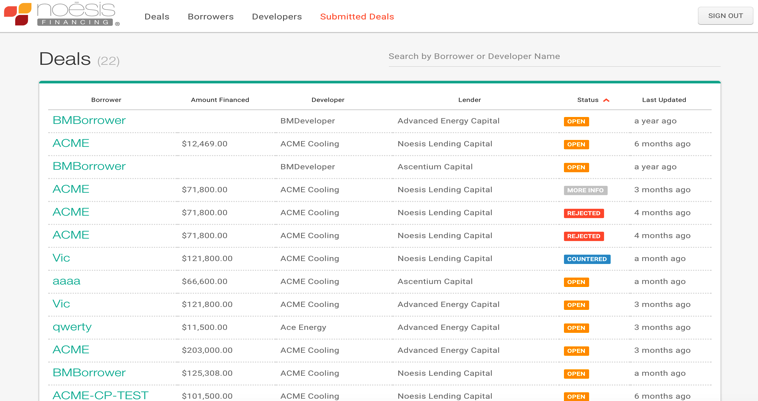 noēsis
FINANCING ®
Deals Borrowers Developers Submitted Deals
SIGN OUT
Deals (22)
Search by Borrower or Developer Name
Borrower Amount Financed Developer Lender Status Last Updated
BMBorrower BMDeveloper Advanced Energy Capital OPEN a year ago
ACME $12,469.00 ACME Cooling Noesis Lending Capital OPEN 6 months ago
BMBorrower BMDeveloper Ascentium Capital OPEN a year ago
ACME $71,800.00 ACME Cooling Noesis Lending Capital MORE INFO 3 months ago
ACME $71,800.00 ACME Cooling Noesis Lending Capital REJECTED 4 months ago
ACME $71,800.00 ACME Cooling Noesis Lending Capital REJECTED 4 months ago
Vic $121,800.00 ACME Cooling Noesis Lending Capital COUNTERED a month ago
aaaa $66,600.00 ACME Cooling Ascentium Capital OPEN a month ago
Vic $121,800.00 ACME Cooling Advanced Energy Capital OPEN 3 months ago
qwerty $11,500.00 Ace Energy Advanced Energy Capital OPEN 3 months ago
ACME $203,000.00 ACME Cooling Advanced Energy Capital OPEN 3 months ago
BMBorrower $125,308.00 ACME Cooling Noesis Lending Capital OPEN a month ago
ACME-CP-TEST $101,500.00 ACME Cooling Noesis Lending Capital OPEN 6 months ago